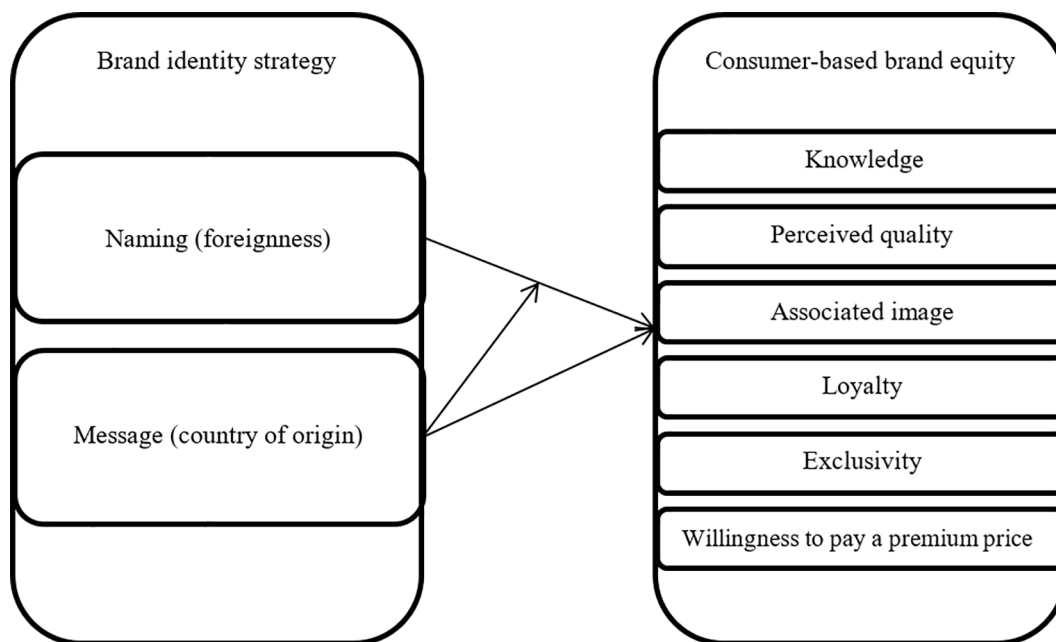 Brand identity strategy
Naming (foreignness)
Message (country of origin)
Consumer-based brand equity
Knowledge
Perceived quality
Associated image
Loyalty
Exclusivity
Willingness to pay a premium price